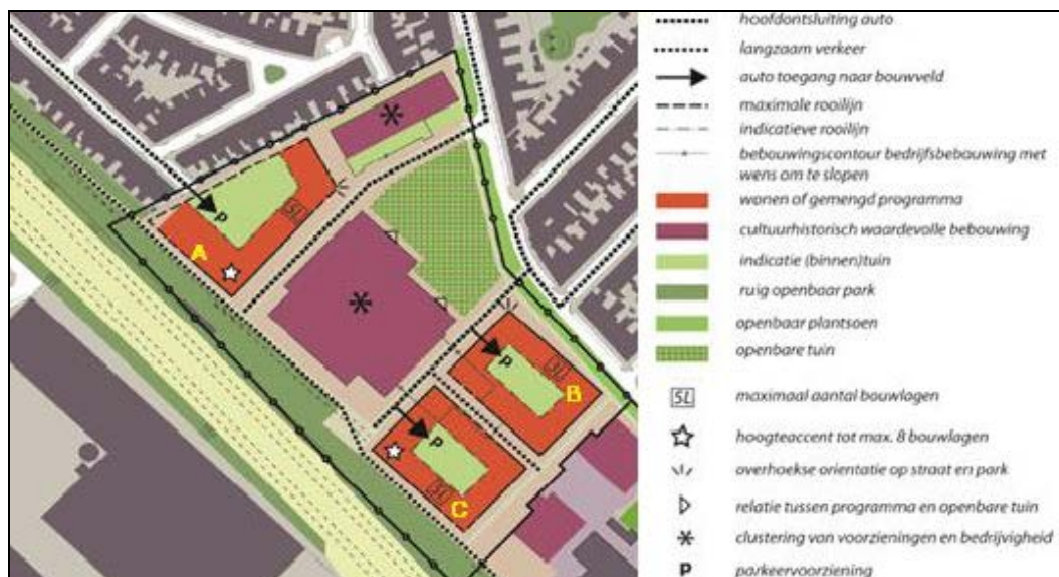 hoofdontsluiting auto
langzaam verkeer
auto toegang naar bouwveld
maximale rooilijn
indicatieve rooilijn
bebouwingscontour bedrijfsbebouwing met
wens om te slopen
wonen of gemengd programma
cultuurhistorisch waardevolle bebouwing
indicatie (binnen)tuin
ruig openbaar park
openbaar plantsoen
openbare tuin
5L maximaal aantal bouwlagen
hoogteaccent tot max. 8 bouwlagen
overhoekse orientatie op straat en park
relatie tussen programma en openbare tuin
clustering van voorzieningen en bedrijvigheid
P parkeervoorziening
P
5L
A
P
B
P
C